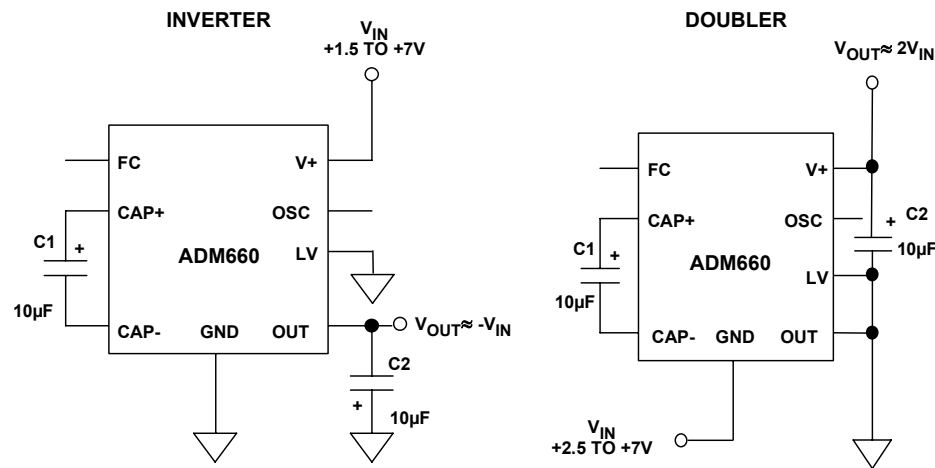 INVERTER
V_IN
+1.5 TO +7V
FC
V+
CAP+
OSC
C1
+
LV
ADM660
10μF
CAP-
GND
OUT
V_OUT≈ -V_IN
C2
+
10μF
DOUBLER
V_OUT≈ 2V_IN
FC
V+
CAP+
OSC
+
C2
C1
+
10μF
ADM660
LV
10μF
CAP-
GND
OUT
V_IN
+2.5 TO +7V